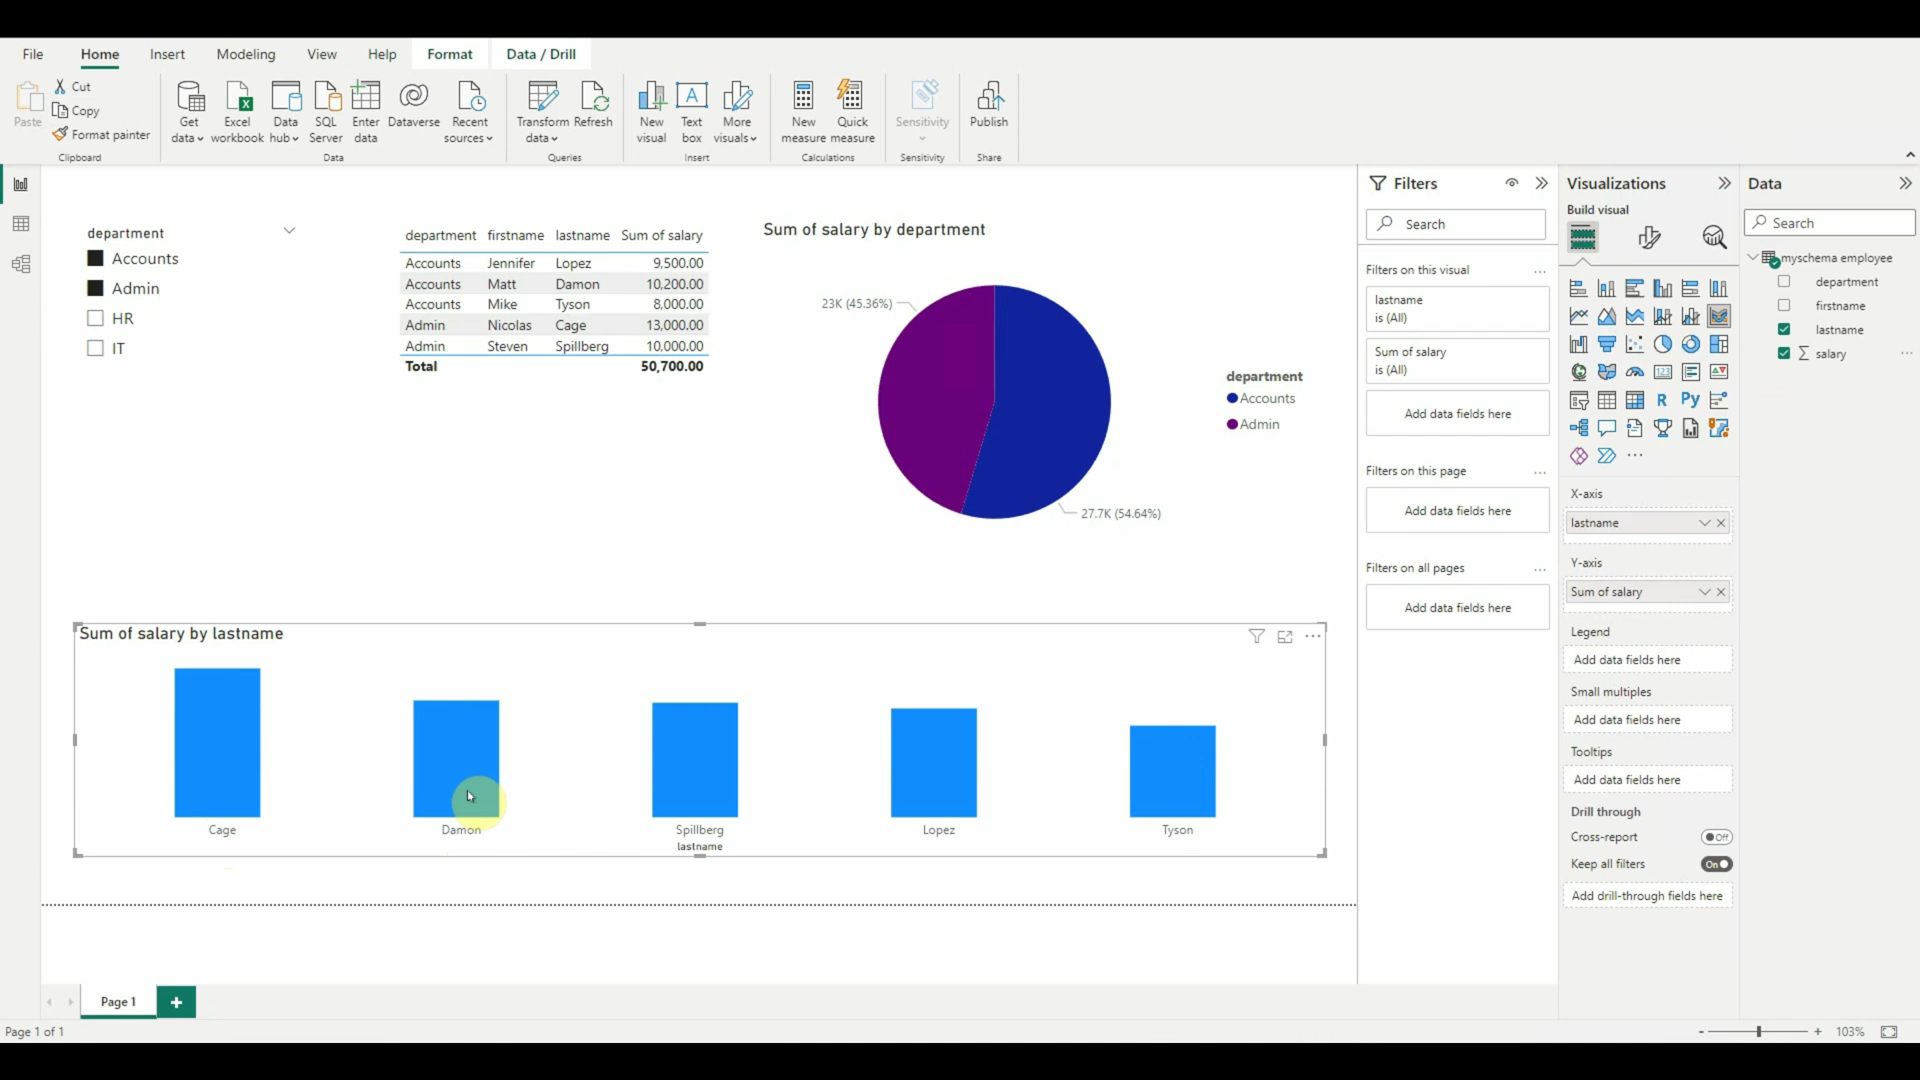 File Home Insert Modeling View Help Format Data / Drill
Paste
Cut
Copy
Format painter
Clipboard
Get data
Excel workbook
Data hub
SQL Server
Enter data
Dataverse
Recent sources
Data
Transform data
Refresh
Queries
New visual
Text box
More visuals
Insert
New measure
Quick measure
Calculations
Sensitivity
Sensitivity
Publish
Share
department
Accounts
Admin
HR
IT
department firstname lastname Sum of salary
Accounts Jennifer Lopez 9,500.00
Accounts Matt Damon 10,200.00
Accounts Mike Tyson 8,000.00
Admin Nicolas Cage 13,000.00
Admin Steven Spillberg 10,000.00
Total 50,700.00
Sum of salary by department
23K (45.36%)
27.7K (54.64%)
department
Accounts
Admin
Sum of salary by lastname
Cage Damon Spillberg Lopez Tyson
lastname
Filters
Search
Filters on this visual
lastname
is (All)
Sum of salary
is (All)
Add data fields here
Filters on this page
Add data fields here
Filters on all pages
Add data fields here
Visualizations
Build visual
R Py
123
X-axis
lastname
Y-axis
Sum of salary
Legend
Add data fields here
Small multiples
Add data fields here
Tooltips
Add data fields here
Drill through
Cross-report Off
Keep all filters On
Add drill-through fields here
Data
Search
myschema employee
department
firstname
lastname
∑ salary
Page 1
+
Page 1 of 1
- + 103%